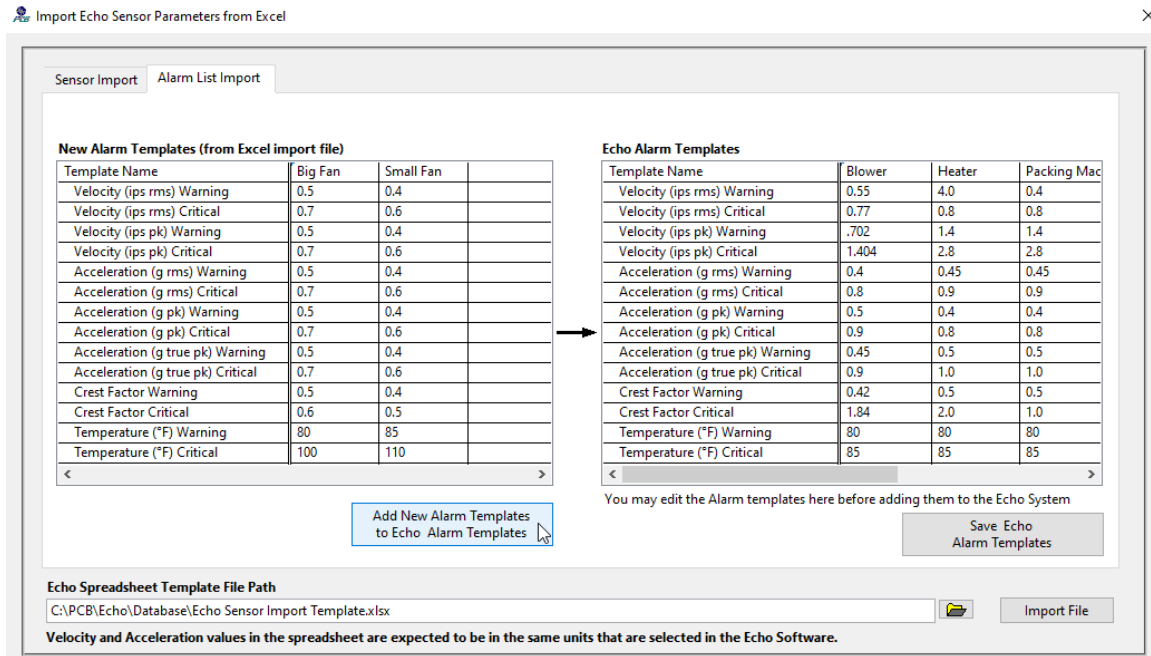 Import Echo Sensor Parameters from Excel
Sensor Import Alarm List Import
New Alarm Templates (from Excel import file)
Template Name Big Fan Small Fan
Velocity (ips rms) Warning 0.5 0.4
Velocity (ips rms) Critical 0.7 0.6
Velocity (ips pk) Warning 0.5 0.4
Velocity (ips pk) Critical 0.7 0.6
Acceleration (g rms) Warning 0.5 0.4
Acceleration (g rms) Critical 0.7 0.6
Acceleration (g pk) Warning 0.5 0.4
Acceleration (g pk) Critical 0.7 0.6
Acceleration (g true pk) Warning 0.5 0.4
Acceleration (g true pk) Critical 0.7 0.6
Crest Factor Warning 0.5 0.4
Crest Factor Critical 0.6 0.5
Temperature (°F) Warning 80 85
Temperature (°F) Critical 100 110
Add New Alarm Templates
to Echo Alarm Templates
Echo Alarm Templates
Template Name Blower Heater Packing Mac
Velocity (ips rms) Warning 0.55 4.0 0.4
Velocity (ips rms) Critical 0.77 0.8 0.8
Velocity (ips pk) Warning .702 1.4 1.4
Velocity (ips pk) Critical 1.404 2.8 2.8
Acceleration (g rms) Warning 0.4 0.45 0.45
Acceleration (g rms) Critical 0.8 0.9 0.9
Acceleration (g pk) Warning 0.5 0.4 0.4
Acceleration (g pk) Critical 0.9 0.8 0.8
Acceleration (g true pk) Warning 0.45 0.5 0.5
Acceleration (g true pk) Critical 0.9 1.0 1.0
Crest Factor Warning 0.42 0.5 0.5
Crest Factor Critical 1.84 2.0 1.0
Temperature (°F) Warning 80 80 80
Temperature (°F) Critical 85 85 85
You may edit the Alarm templates here before adding them to the Echo System
Save Echo
Alarm Templates
Echo Spreadsheet Template File Path
C:\PCB\Echo\Database\Echo Sensor Import Template.xlsx
Import File
Velocity and Acceleration values in the spreadsheet are expected to be in the same units that are selected in the Echo Software.